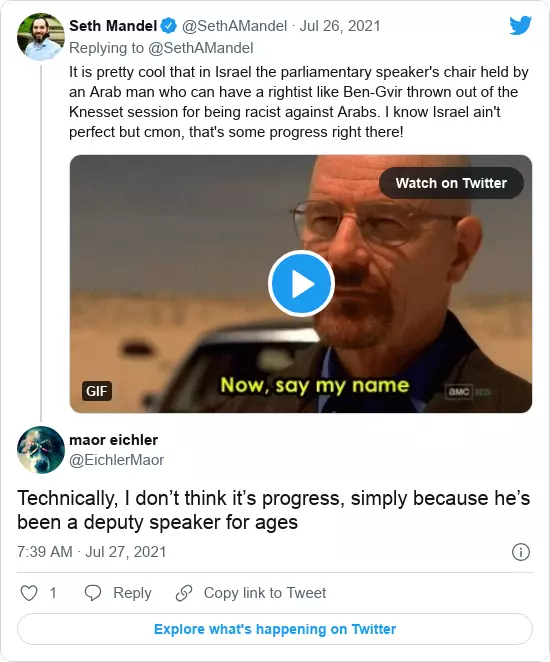 Seth Mandel @SethAMandel · Jul 26, 2021
Replying to @SethAMandel
It is pretty cool that in Israel the parliamentary speaker's chair held by
an Arab man who can have a rightist like Ben-Gvir thrown out of the
Knesset session for being racist against Arabs. I know Israel ain't
perfect but cmon, that's some progress right there!
Watch on Twitter
Now, say my name
GIF
amc HD
maor eichler
@EichlerMaor
Technically, I don’t think it’s progress, simply because he’s
been a deputy speaker for ages
7:39 AM · Jul 27, 2021
1 Reply Copy link to Tweet
Explore what's happening on Twitter